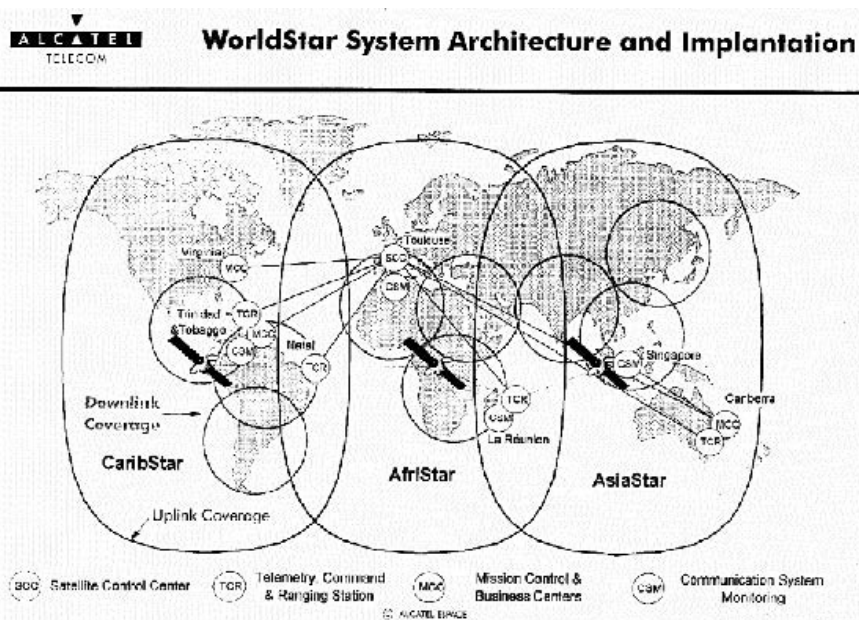 ALCATEL
TELECOM
WorldStar System Architecture and Implantation
Virginia
MCC
Toulouse
SCC
CSM
Trinidad
& Tobaggo
TCR
MCC
CSM
Natal
TCR
Singapore
CSM
Canberra
MCC
TCR
TCR
CSM
La Réunion
Downlink
Coverage
CaribStar
AfriStar
AsiaStar
Uplink Coverage
SCC Satellite Control Center
TCR Telemetry, Command
& Ranging Station
MCC Mission Control &
Business Centers
CSM Communication System
Monitoring
© ALCATEL ESPACE